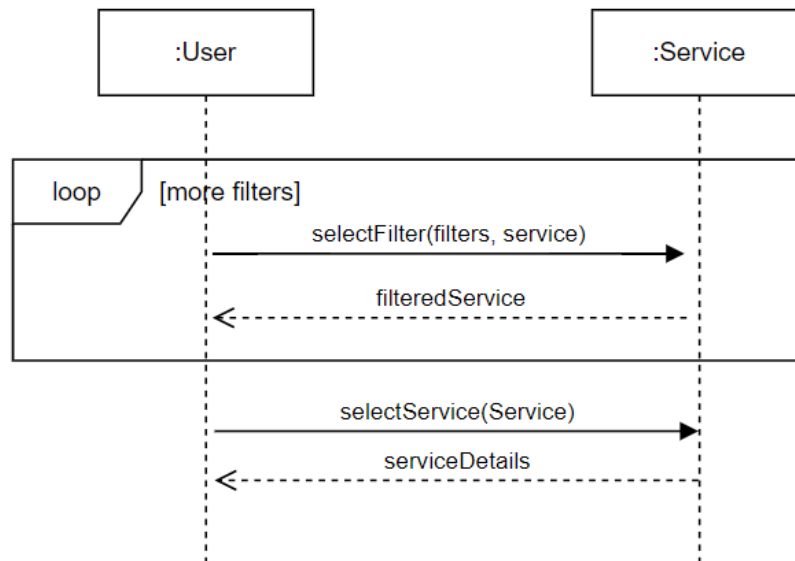 :User
:Service
loop
[more filters]
selectFilter(filters, service)
filteredService
selectService(Service)
serviceDetails